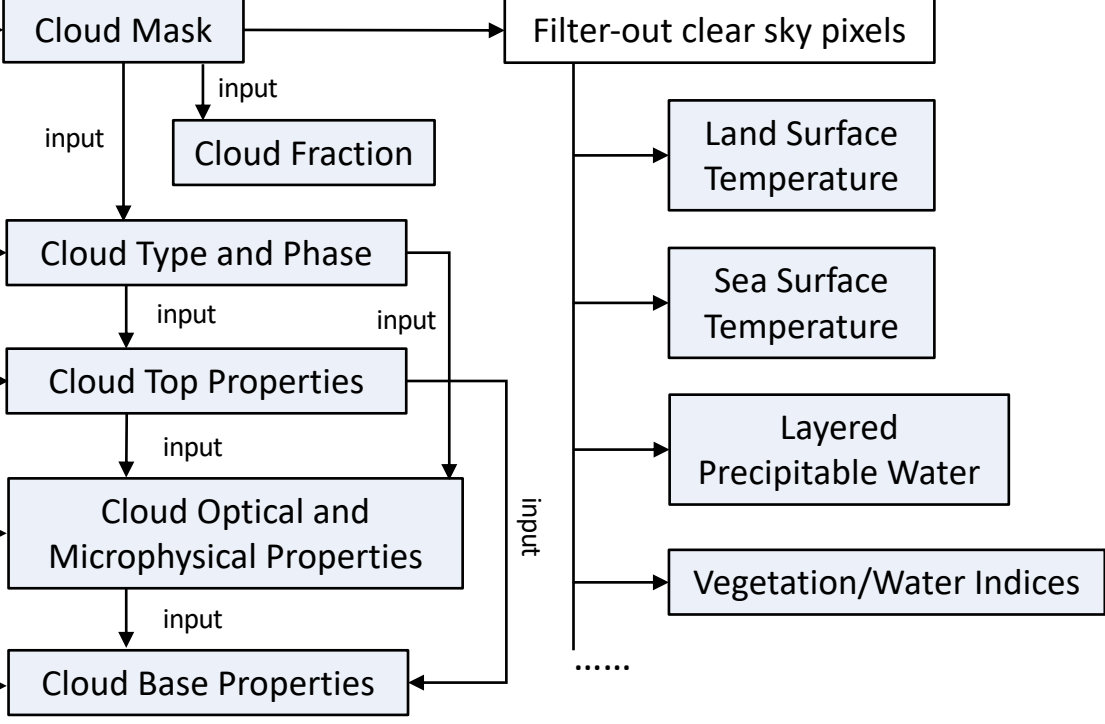 Cloud Mask
Filter-out clear sky pixels
input
input
Cloud Fraction
Land Surface
Temperature
Cloud Type and Phase
input
input
Sea Surface
Temperature
Cloud Top Properties
input
Layered
Precipitable Water
Cloud Optical and
Microphysical Properties
input
Vegetation/Water Indices
input
Cloud Base Properties
......